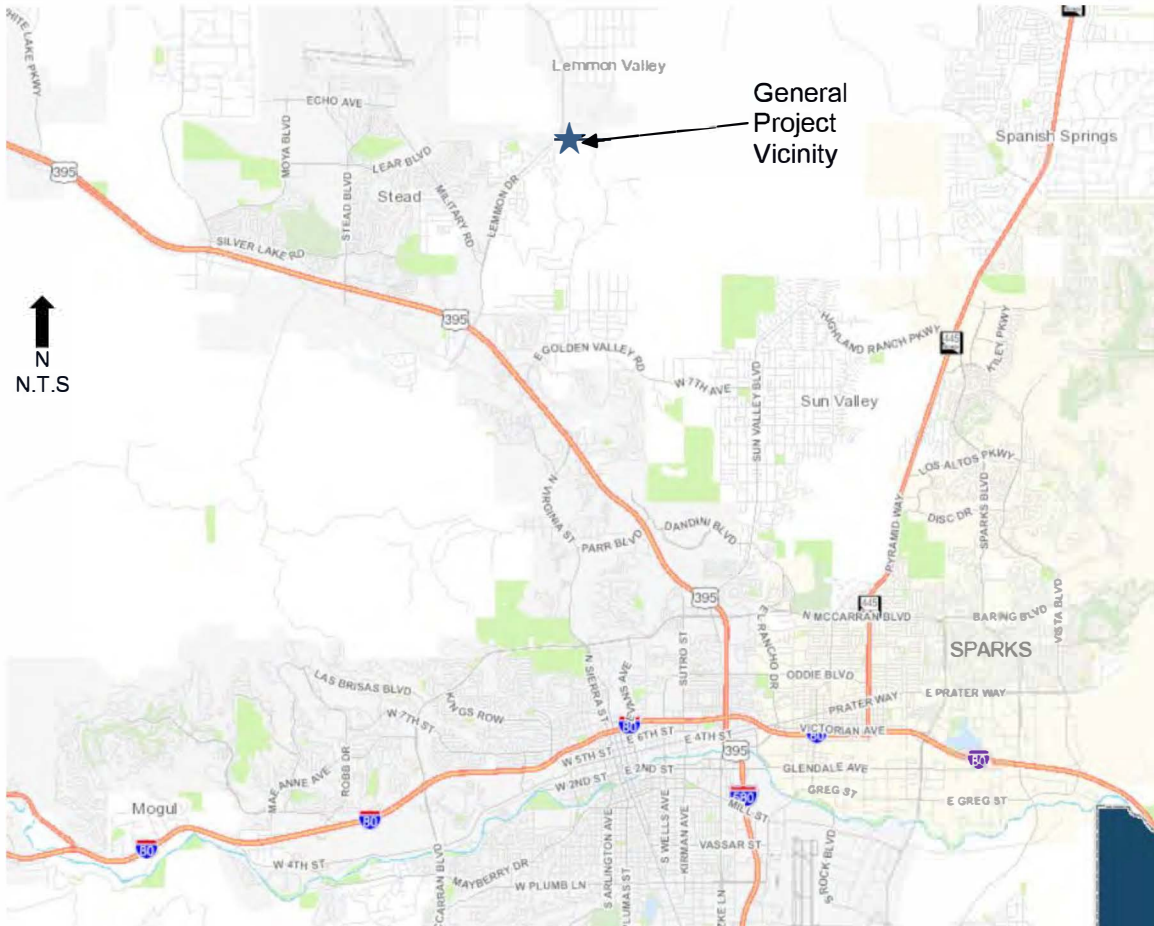 WHITE LAKE PKWY
Lemmon Valley
ECHO AVE
MOYA BLVD
LEAR BLVD
General
Project
Vicinity
Spanish Springs
395
STEAD BLVD
Stead
MILITARY RD
LEMMON DR
SILVER LAKE RD
395
N
N.T.S
E GOLDEN VALLEY RD
HIGHLAND RANCH PKWY
445
KILEY PKWY
W 7TH AVE
SUN VALLEY BLVD
Sun Valley
LOS ALTOS PKWY
N VIRGINIA ST
PARR BLVD
DANDINI BLVD
PYRAMID WAY
DISC DR
SPARKS BLVD
395
445
N MCCARRAN BLVD
BARING BLVD
VISTA BLVD
EL RANCHO DR
SUTRO ST
SPARKS
LAS BRISAS BLVD
N SIERRA ST
EVANS AVE
ODDIE BLVD
E PRATER WAY
PRATER WAY
KINGS ROW
W 7TH ST
80
E 6TH ST
E 4TH ST
VICTORIAN AVE
80
ROBB DR
MAE ANNE AVE
W 5TH ST
395
80
W 2ND ST
E 2ND ST
GLENDALE AVE
GREG ST
E GREG ST
Mogul
80
580
MILL ST
80
W 4TH ST
MAYBERRY DR
W PLUMB LN
CCARRAN BLVD
S ARLINGTON AVE
PLUMAS ST
S WELLS AVE
KIRMAN AVE
VASSAR ST
ZKE LN
S ROCK BLVD